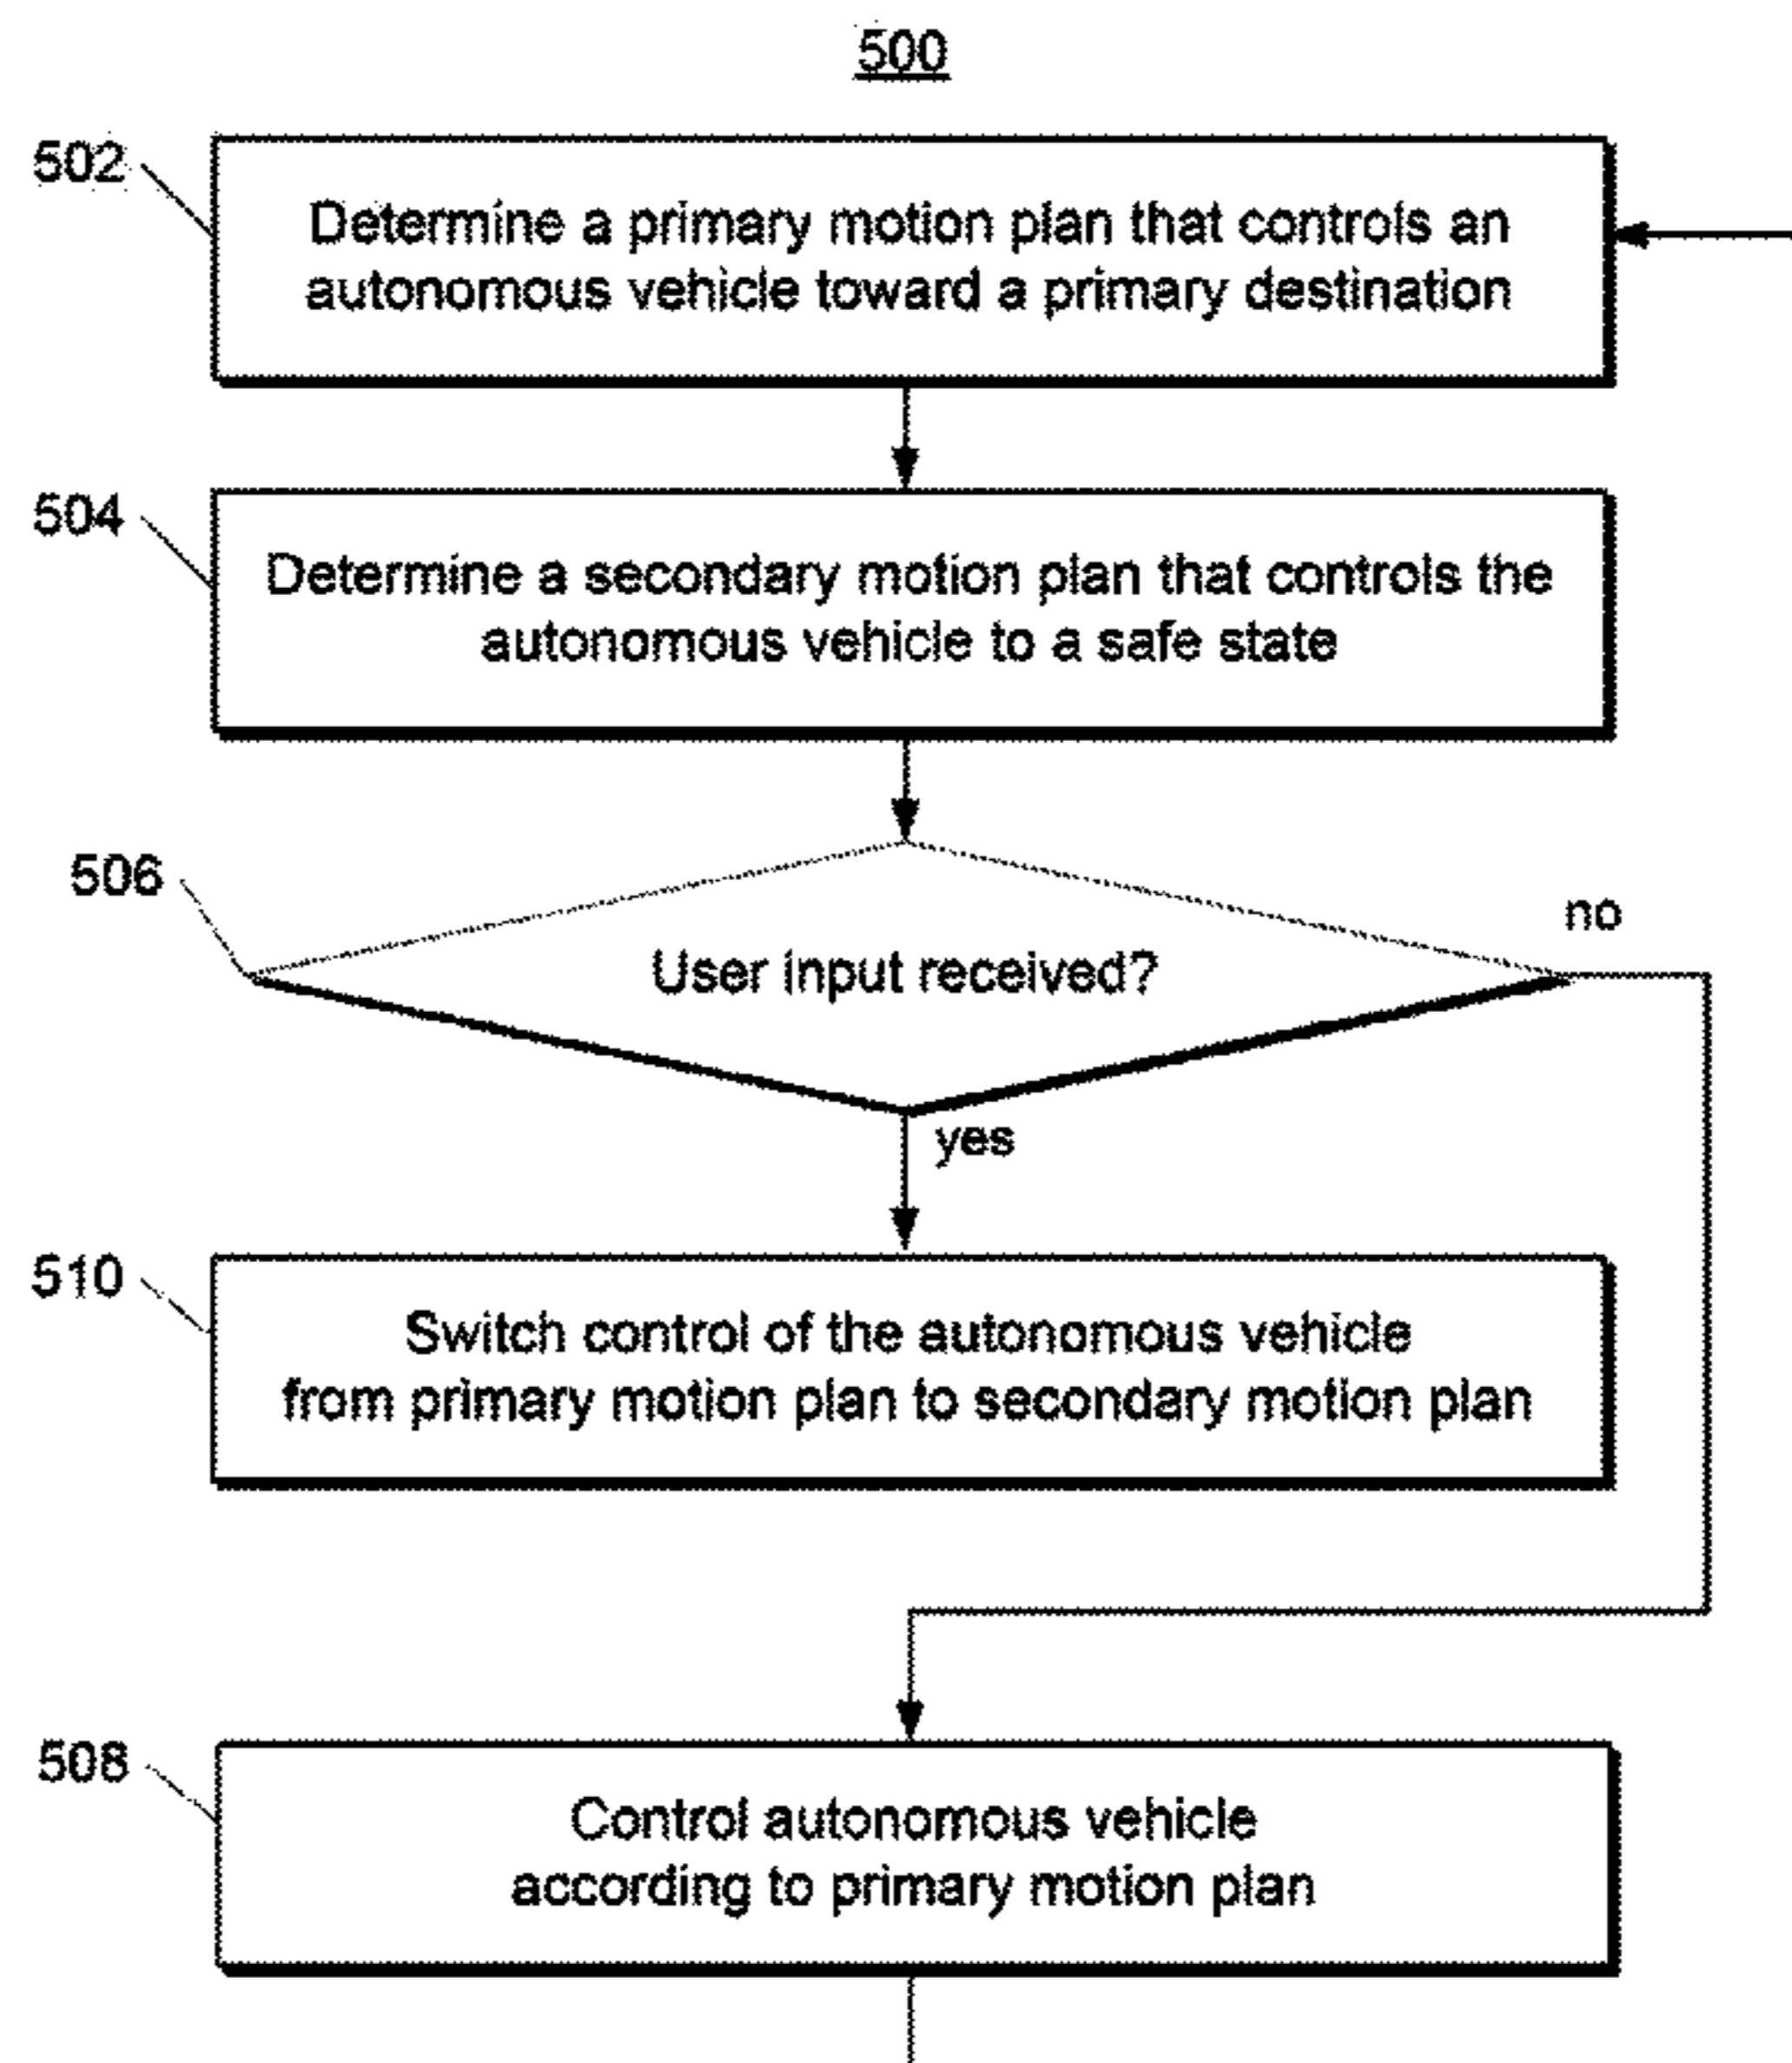 500
502
Determine a primary motion plan that controls an
autonomous vehicle toward a primary destination
504
Determine a secondary motion plan that controls the
autonomous vehicle to a safe state
506
User input received?
no
yes
510
Switch control of the autonomous vehicle
from primary motion plan to secondary motion plan
508
Control autonomous vehicle
according to primary motion plan